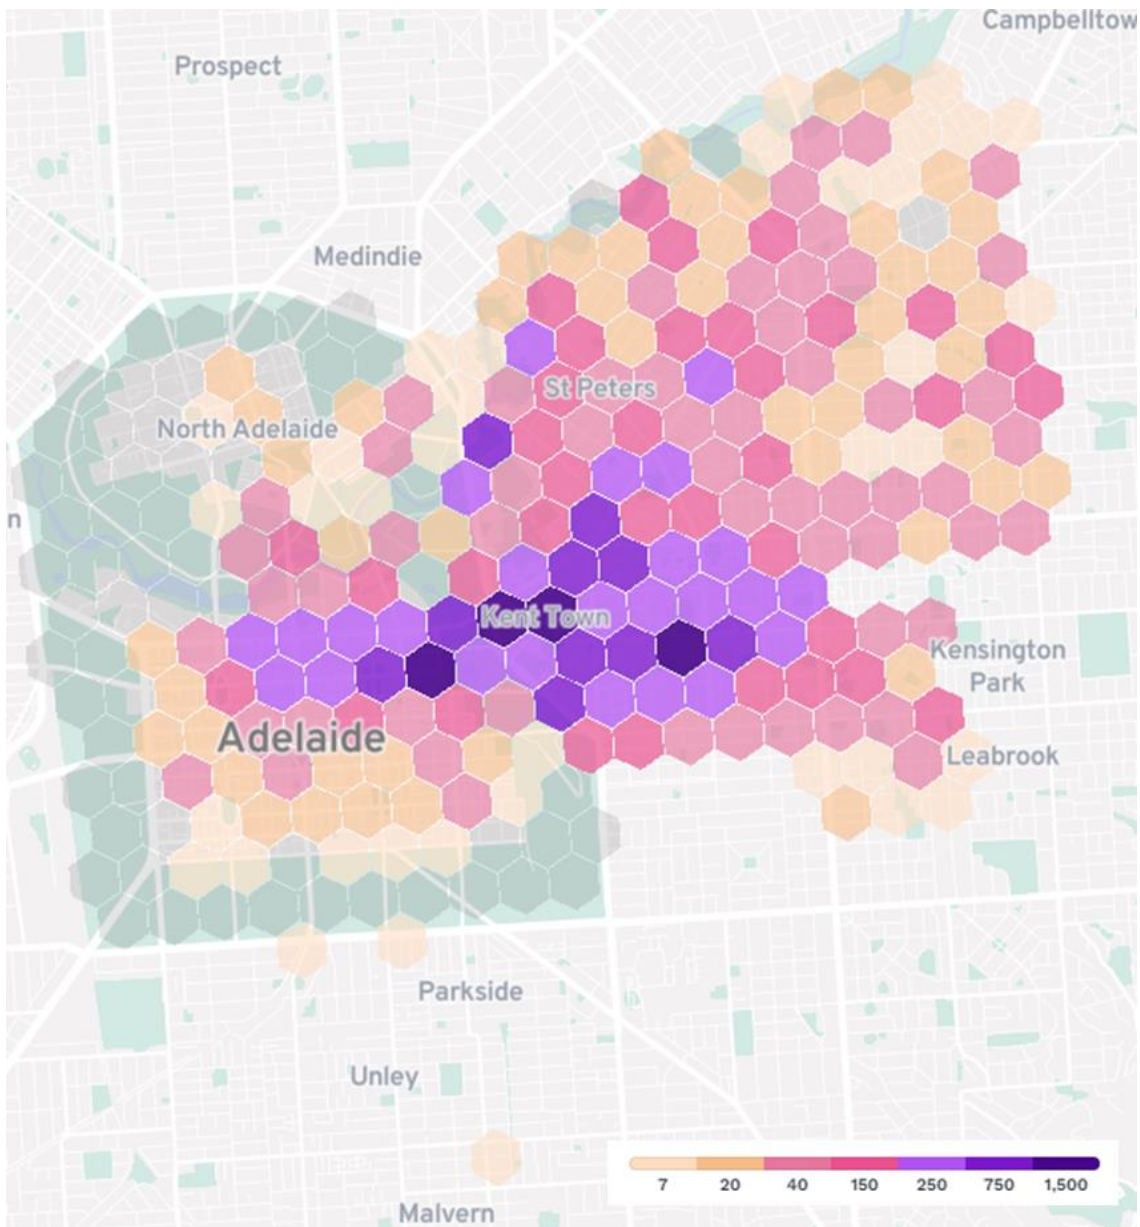 Campbelltow
Prospect
Medindie
St Peters
North Adelaide
n
Kent Town
Kensington
Park
Adelaide
Leabrook
Parkside
Unley
Malvern
7 20 40 150 250 750 1,500